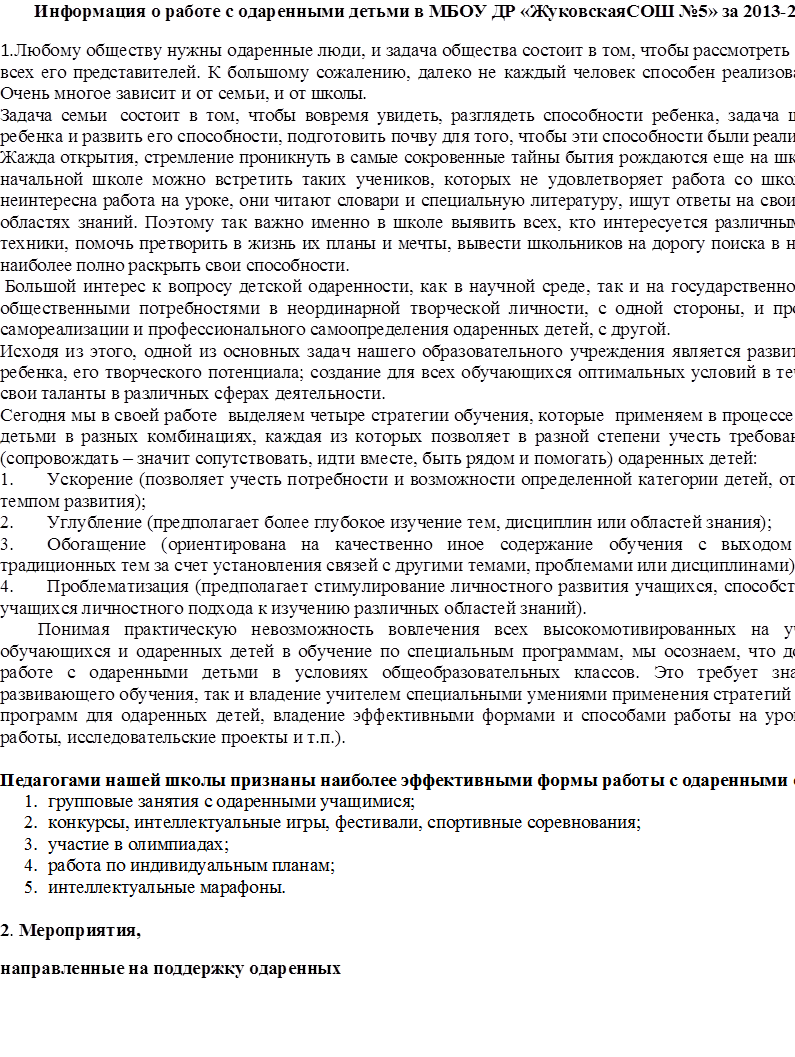 Информация о работе с одаренными детьми в МБОУ ДР «ЖуковскаяСОШ №5» за 2013-2
1.Любому обществу нужны одаренные люди, и задача общества состоит в том, чтобы рассмотреть
всех его представителей. К большому сожалению, далеко не каждый человек способен реализова
Очень многое зависит и от семьи, и от школы.
Задача семьи состоит в том, чтобы вовремя увидеть, разглядеть способности ребенка, задача ш
ребенка и развить его способности, подготовить почву для того, чтобы эти способности были реали
Жажда открытия, стремление проникнуть в самые сокровенные тайны бытия рождаются еще на шк
начальной школе можно встретить таких учеников, которых не удовлетворяет работа со шко
неинтересна работа на уроке, они читают словари и специальную литературу, ищут ответы на свои
областях знаний. Поэтому так важно именно в школе выявить всех, кто интересуется различны
техники, помочь претворить в жизнь их планы и мечты, вывести школьников на дорогу поиска в н
наиболее полно раскрыть свои способности.
Большой интерес к вопросу детской одаренности, как в научной среде, так и на государственно
общественными потребностями в неординарной творческой личности, с одной стороны, и пр
самореализации и профессионального самоопределения одаренных детей, с другой.
Исходя из этого, одной из основных задач нашего образовательного учреждения является развит
ребенка, его творческого потенциала; создание для всех обучающихся оптимальных условий в те
свои таланты в различных сферах деятельности.
Сегодня мы в своей работе выделяем четыре стратегии обучения, которые применяем в процессе
детьми в разных комбинациях, каждая из которых позволяет в разной степени учесть требова
(сопровождать – значит сопутствовать, идти вместе, быть рядом и помогать) одаренных детей:
1. Ускорение (позволяет учесть потребности и возможности определенной категории детей, от
темпом развития);
2. Углубление (предполагает более глубокое изучение тем, дисциплин или областей знания);
3. Обогащение (ориентирована на качественно иное содержание обучения с выходом
традиционных тем за счет установления связей с другими темами, проблемами или дисциплинами)
4. Проблематизация (предполагает стимулирование личностного развития учащихся, способст
учащихся личностного подхода к изучению различных областей знаний).
Понимая практическую невозможность вовлечения всех высокомотивированных на у
обучающихся и одаренных детей в обучение по специальным программам, мы осознаем, что д
работе с одаренными детьми в условиях общеобразовательных классов. Это требует зна
развивающего обучения, так и владение учителем специальными умениями применения стратегий
программ для одаренных детей, владение эффективными формами и способами работы на уро
работы, исследовательские проекты и т.п.).
Педагогами нашей школы признаны наиболее эффективными формы работы с одаренными
1. групповые занятия с одаренными учащимися;
2. конкурсы, интеллектуальные игры, фестивали, спортивные соревнования;
3. участие в олимпиадах;
4. работа по индивидуальным планам;
5. интеллектуальные марафоны.
2. Мероприятия,
направленные на поддержку одаренных